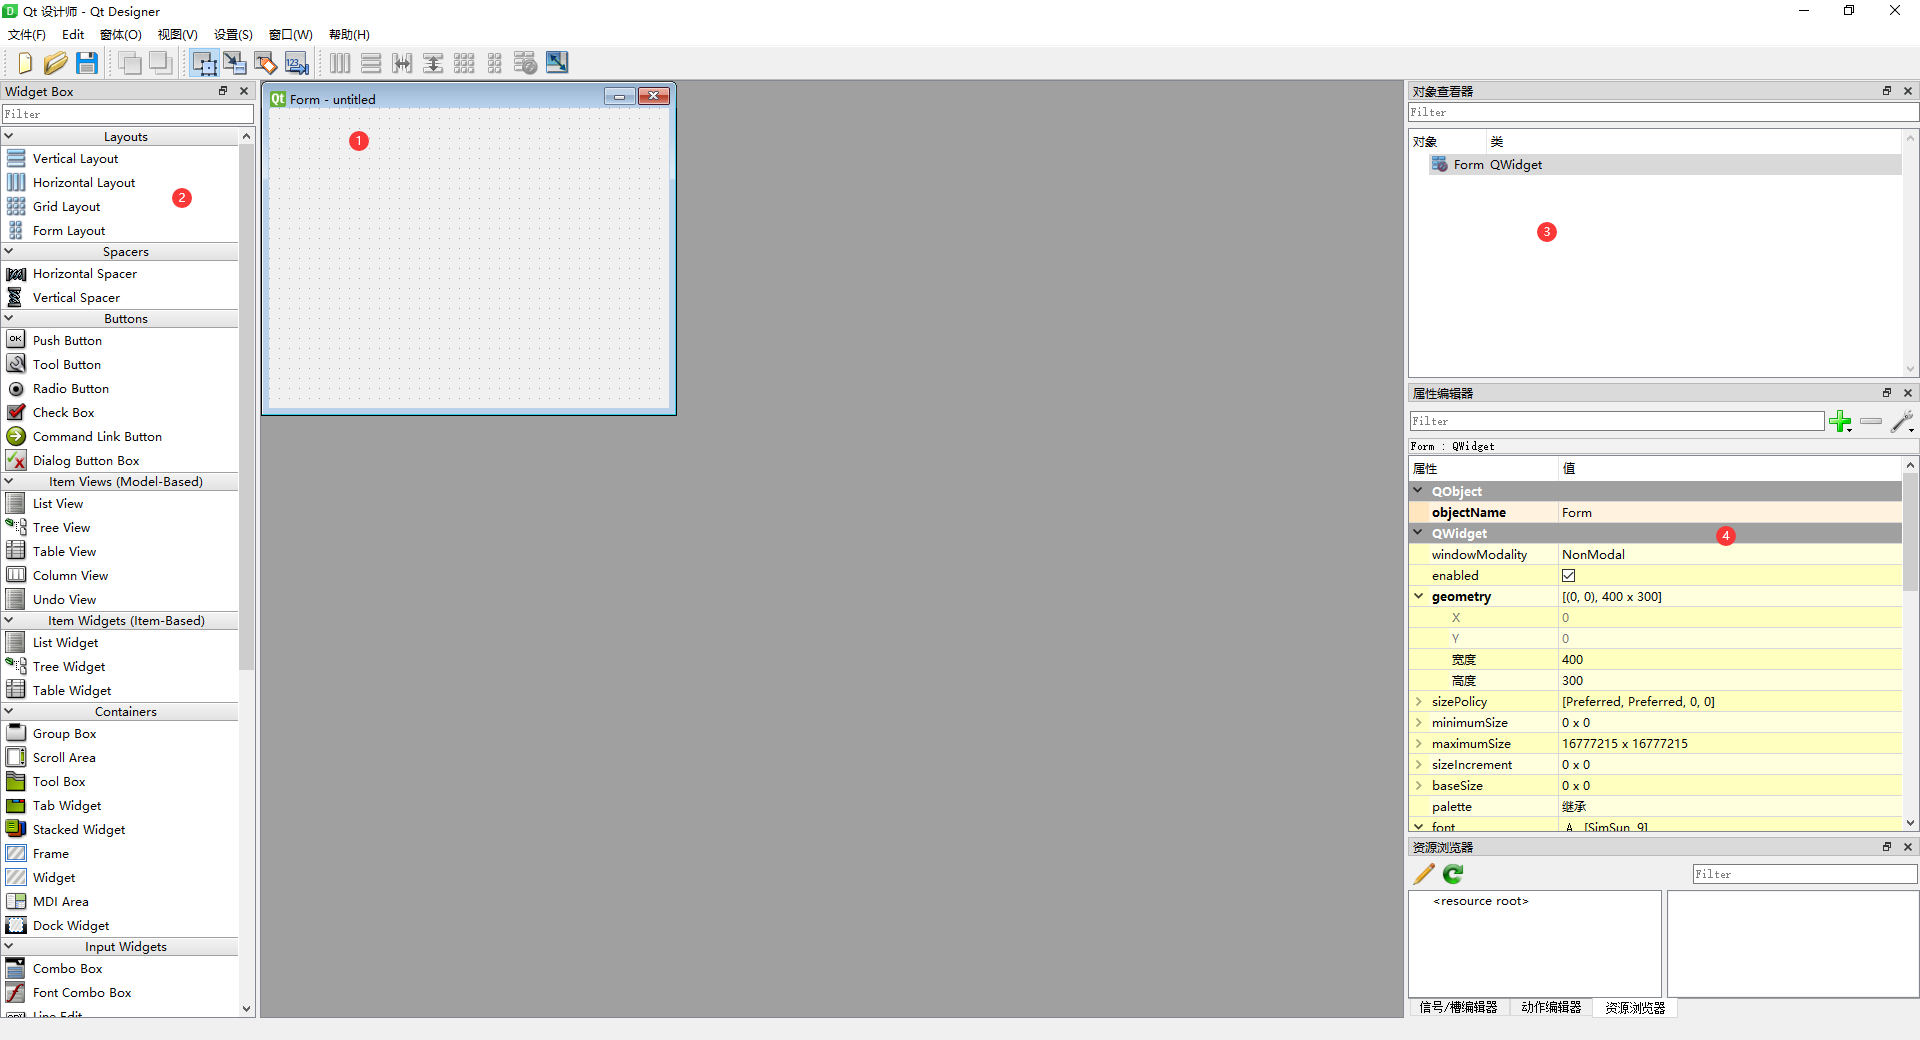 Qt 设计师 - Qt Designer
文件(F) Edit 窗体(O) 视图(V) 设置(S) 窗口(W) 帮助(H)
123
Widget Box
Filter
Layouts
Vertical Layout
Horizontal Layout
2
Grid Layout
Form Layout
Spacers
Horizontal Spacer
Vertical Spacer
Buttons
OK Push Button
Tool Button
Radio Button
Check Box
Command Link Button
Dialog Button Box
Item Views (Model-Based)
List View
Tree View
Table View
Column View
Undo View
Item Widgets (Item-Based)
List Widget
Tree Widget
Table Widget
Containers
Group Box
Scroll Area
Tool Box
Tab Widget
Stacked Widget
Frame
Widget
MDI Area
Dock Widget
Input Widgets
Combo Box
Font Combo Box
Line Edit
Qt Form - untitled
1
对象查看器
Filter
对象 类
Form QWidget
3
属性编辑器
Filter
Form : QWidget
属性 值
QObject
objectName Form
QWidget
4
windowModality NonModal
enabled
geometry [(0, 0), 400 x 300]
X 0
Y 0
宽度 400
高度 300
sizePolicy [Preferred, Preferred, 0, 0]
minimumSize 0 x 0
maximumSize 16777215 x 16777215
sizeIncrement 0 x 0
baseSize 0 x 0
palette 继承
font A [SimSun, 9]
资源浏览器
Filter
<resource root>
信号/槽编辑器 动作编辑器 资源浏览器